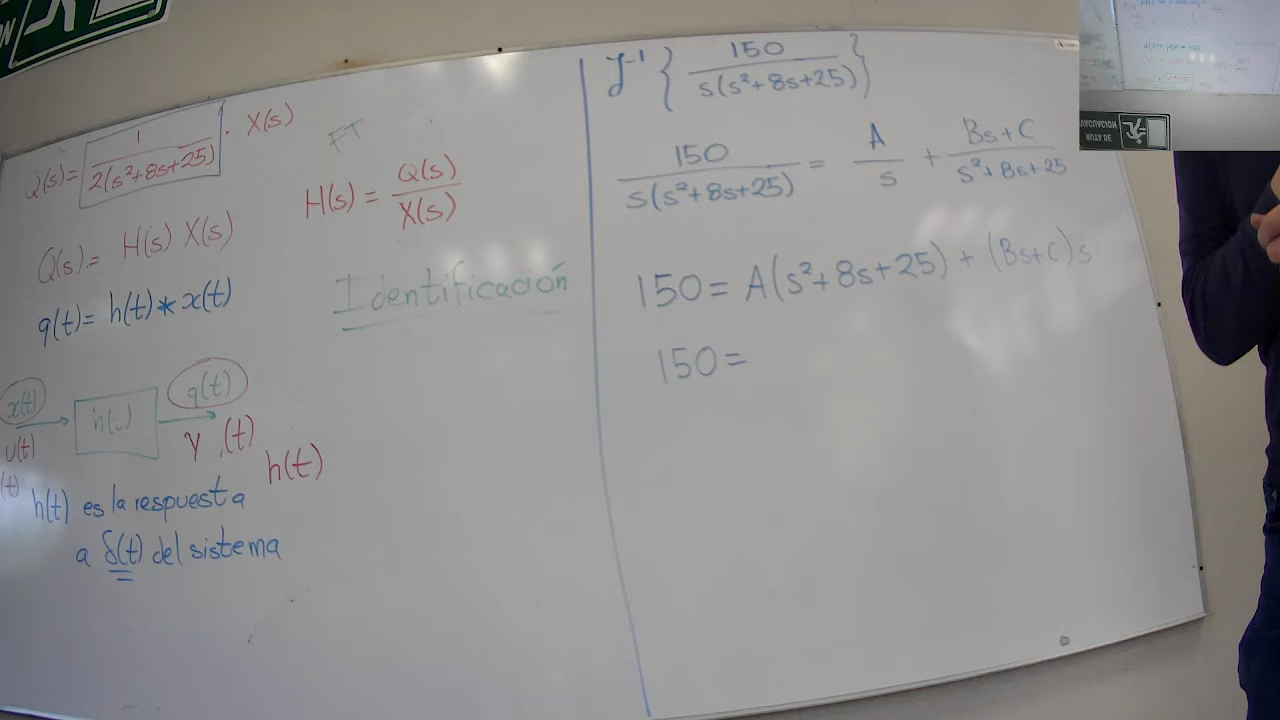 Q(s)= 1/(2(s²+8s+25)) · X(s)
Q(s)= H(s) X(s)
q(t)= h(t)*x(t)
FT
H(s) = Q(s)/X(s)
Identificación
x(t) h(t) q(t)
U(t) y(t)
(t) h(t)
h(t) es la respuesta
a δ(t) del sistema
ℒ⁻¹ { 150/(s(s²+8s+25)) }
150/(s(s²+8s+25)) = A/s + (Bs+C)/(s²+8s+25)
150= A(s²+8s+25) + (Bs+C)s
150=